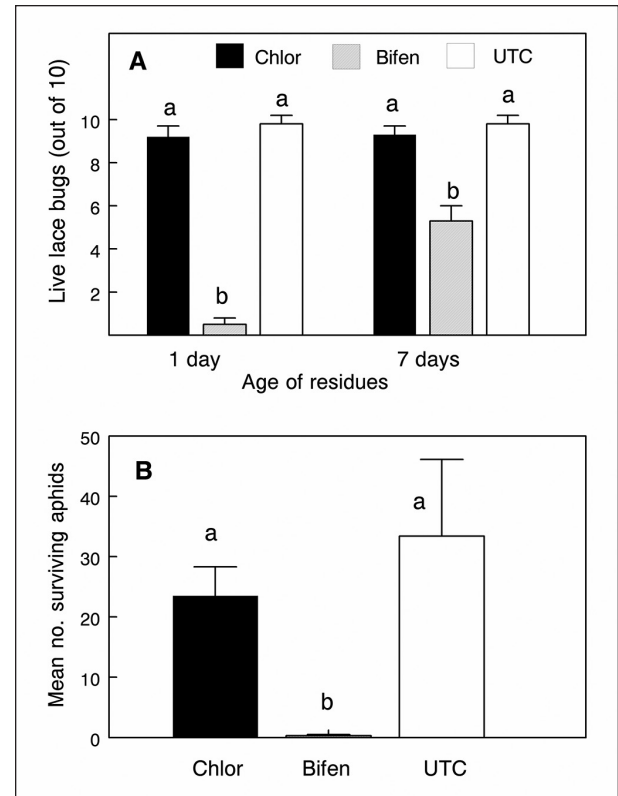 A
Chlor
Bifen
UTC
Live lace bugs (out of 10)
10
8
6
4
2
a
b
a
a
b
a
1 day
7 days
Age of residues
B
Mean no. surviving aphids
50
40
30
20
10
0
a
b
a
Chlor
Bifen
UTC